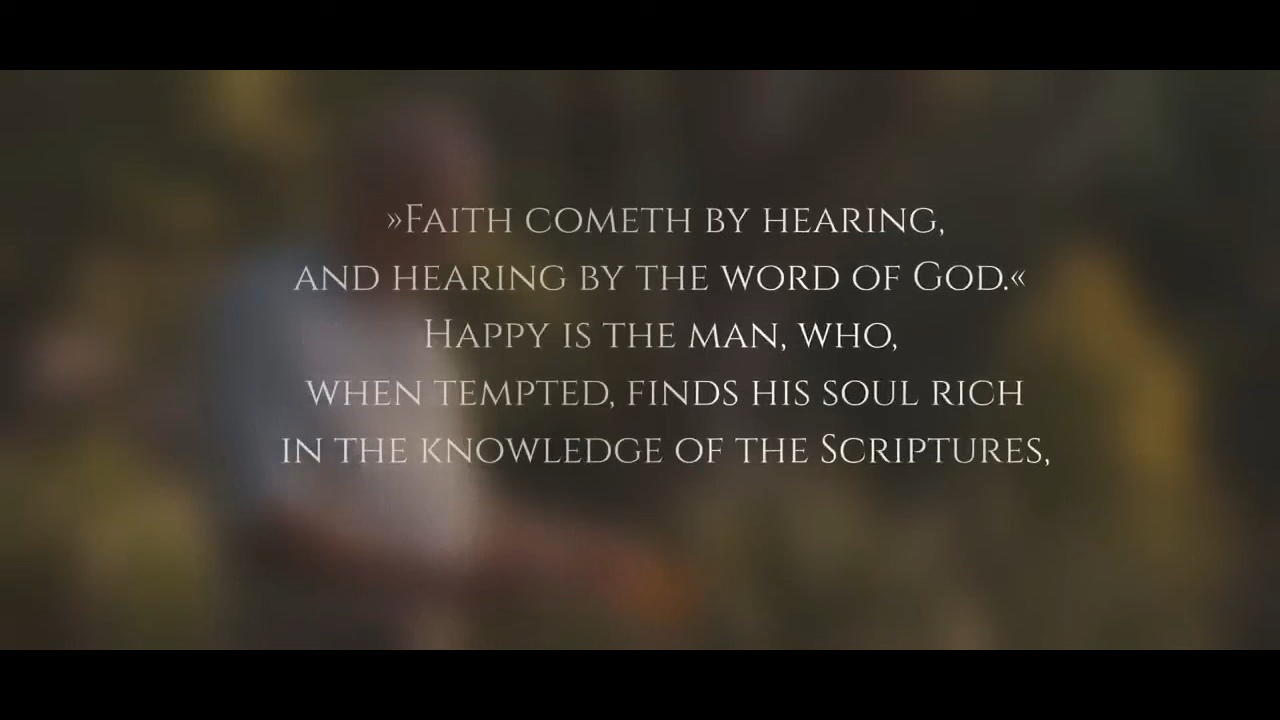 »Faith cometh by hearing,
and hearing by the word of God.«
Happy is the man, who,
when tempted, finds his soul rich
in the knowledge of the Scriptures,